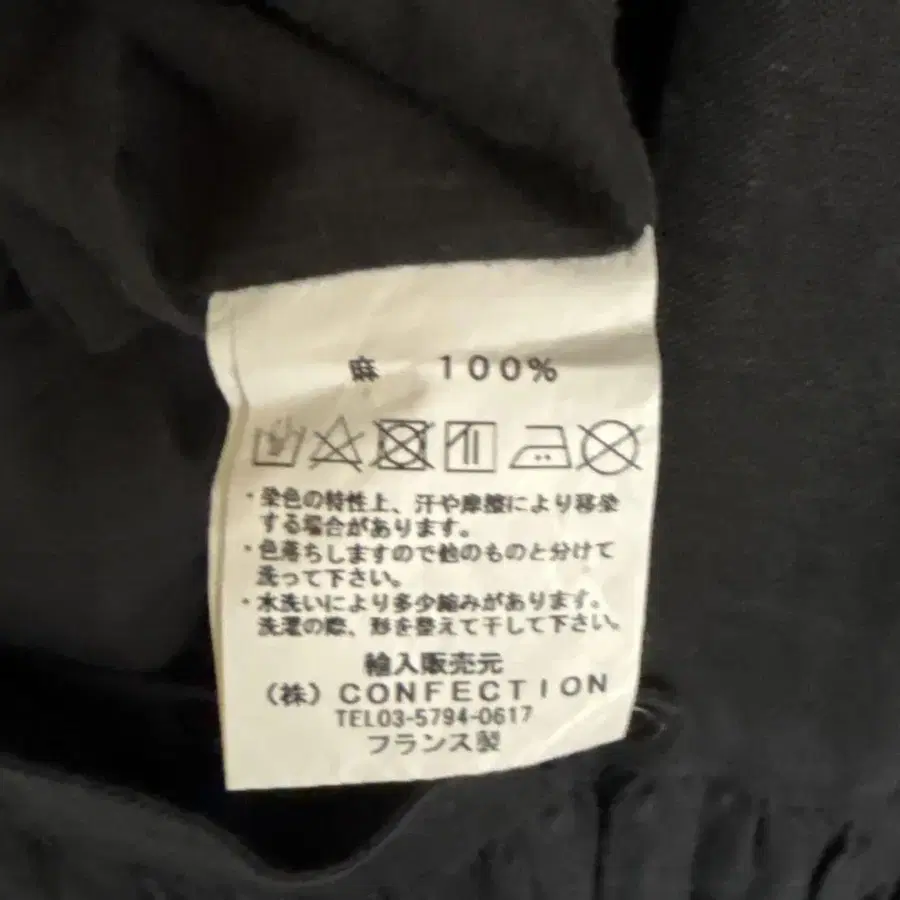 麻 100%
・染色の特性上、汗や摩擦により移染
する場合があります。
・色落ちしますので他のものと分けて
洗って下さい。
・水洗いにより多少縮みがあります。
洗濯の際、形を整えて干して下さい。
輸入販売元
(株)CONFECTION
TEL03-5794-0617
フランス製